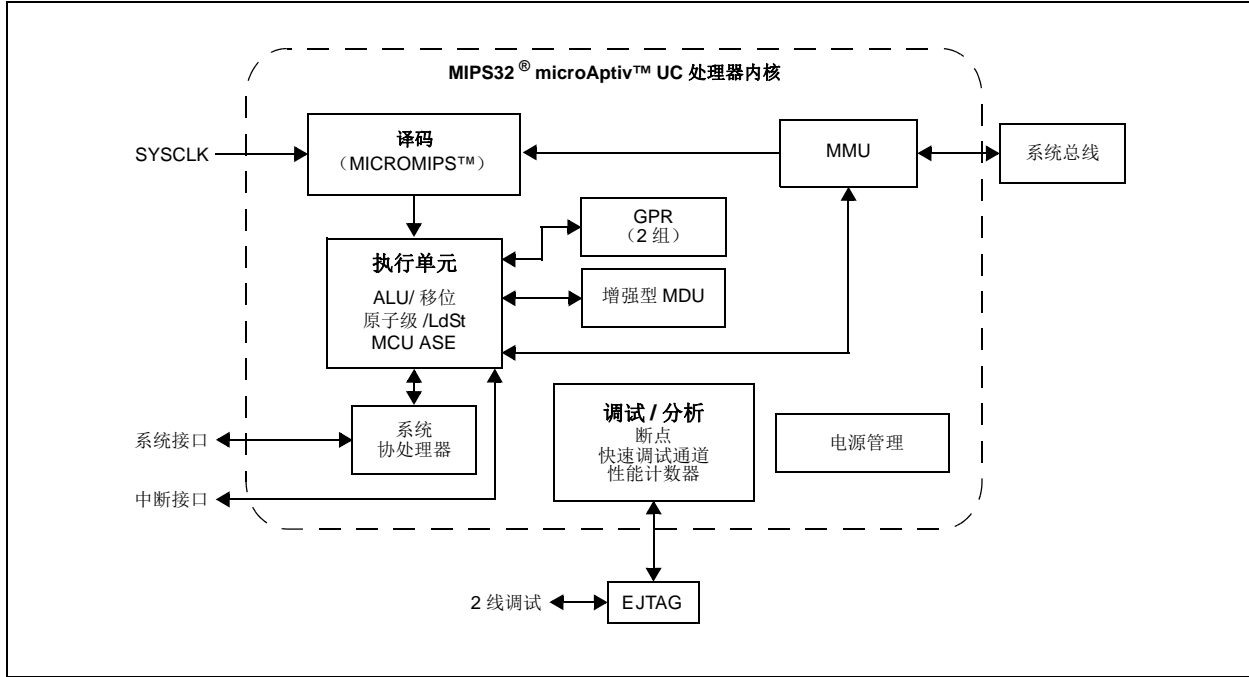 MIPS32 ® microAptiv™ UC 处理器内核
SYSCLK
译码
（MICROMIPS™）
MMU
系统总线
GPR
（2 组）
执行单元
ALU/ 移位
原子级 /LdSt
MCU ASE
增强型 MDU
调试 / 分析
断点
快速调试通道
性能计数器
电源管理
系统接口
系统
协处理器
中断接口
2 线调试
EJTAG